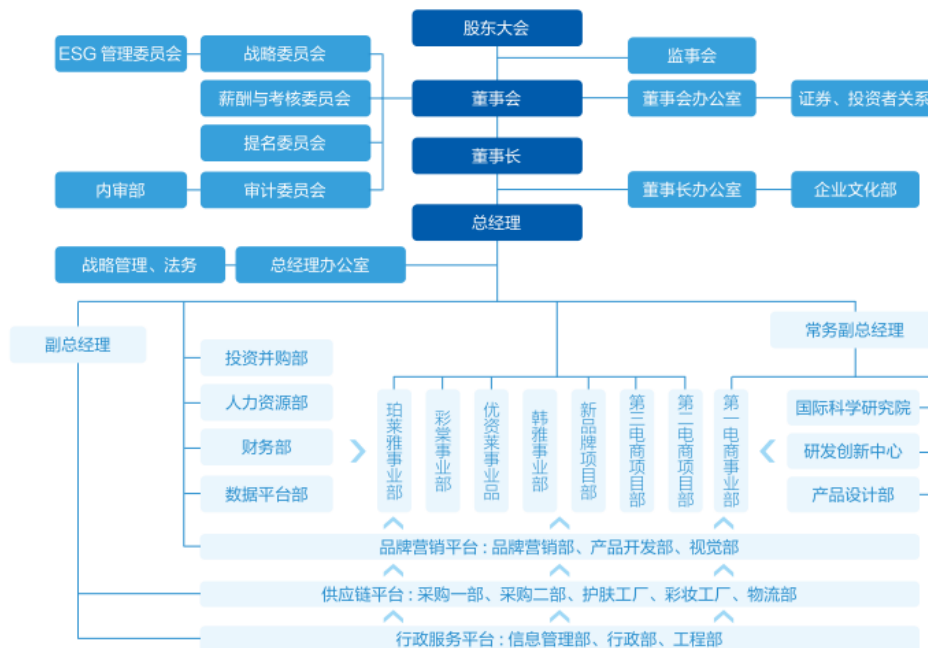 股东大会
ESG 管理委员会
战略委员会
监事会
薪酬与考核委员会
董事会
董事会办公室
证券、投资者关系
提名委员会
董事长
内审部
审计委员会
董事长办公室
企业文化部
总经理
战略管理、法务
总经理办公室
副总经理
常务副总经理
投资并购部
人力资源部
财务部
数据平台部
珀莱雅事业部
彩棠事业部
优资莱事业品
韩雅事业部
新品牌项目部
第三电商项目部
第二电商项目部
第一电商事业部
国际科学研究院
研发创新中心
产品设计部
品牌营销平台：品牌营销部、产品开发部、视觉部
供应链平台：采购一部、采购二部、护肤工厂、彩妆工厂、物流部
行政服务平台：信息管理部、行政部、工程部